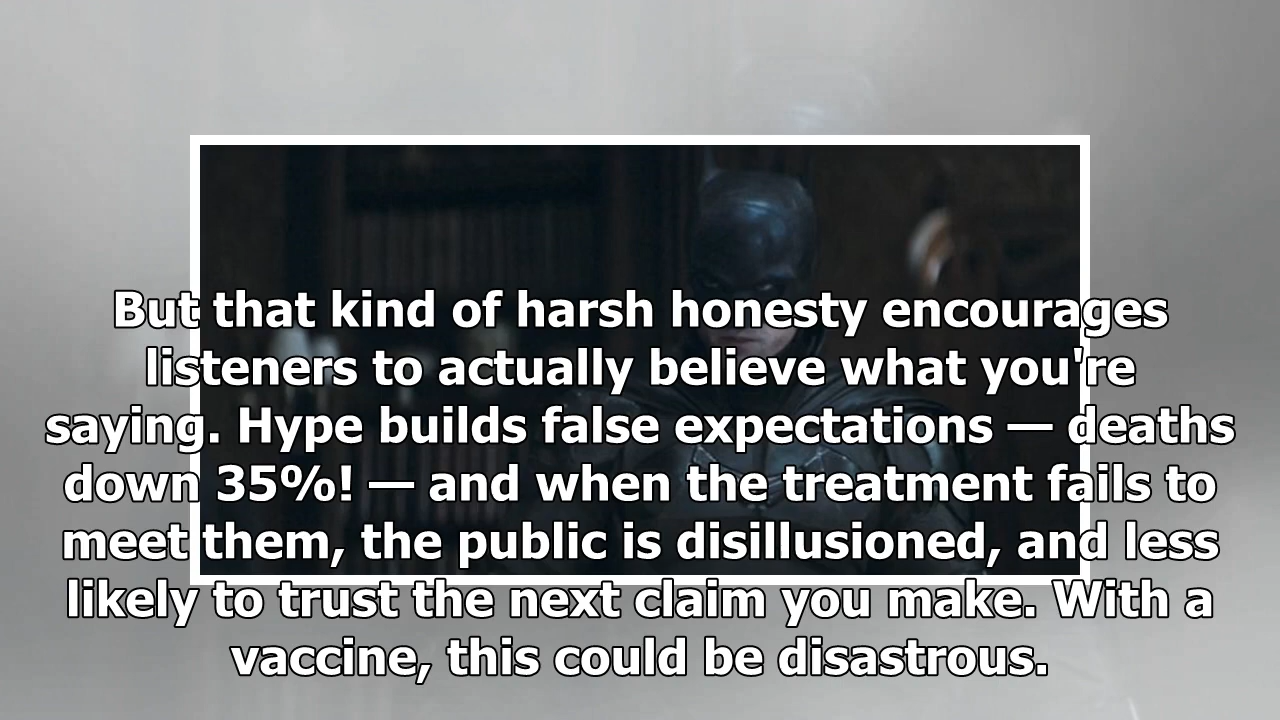 But that kind of harsh honesty encourages
listeners to actually believe what you're
saying. Hype builds false expectations — deaths
down 35%! — and when the treatment fails to
meet them, the public is disillusioned, and less
likely to trust the next claim you make. With a
vaccine, this could be disastrous.